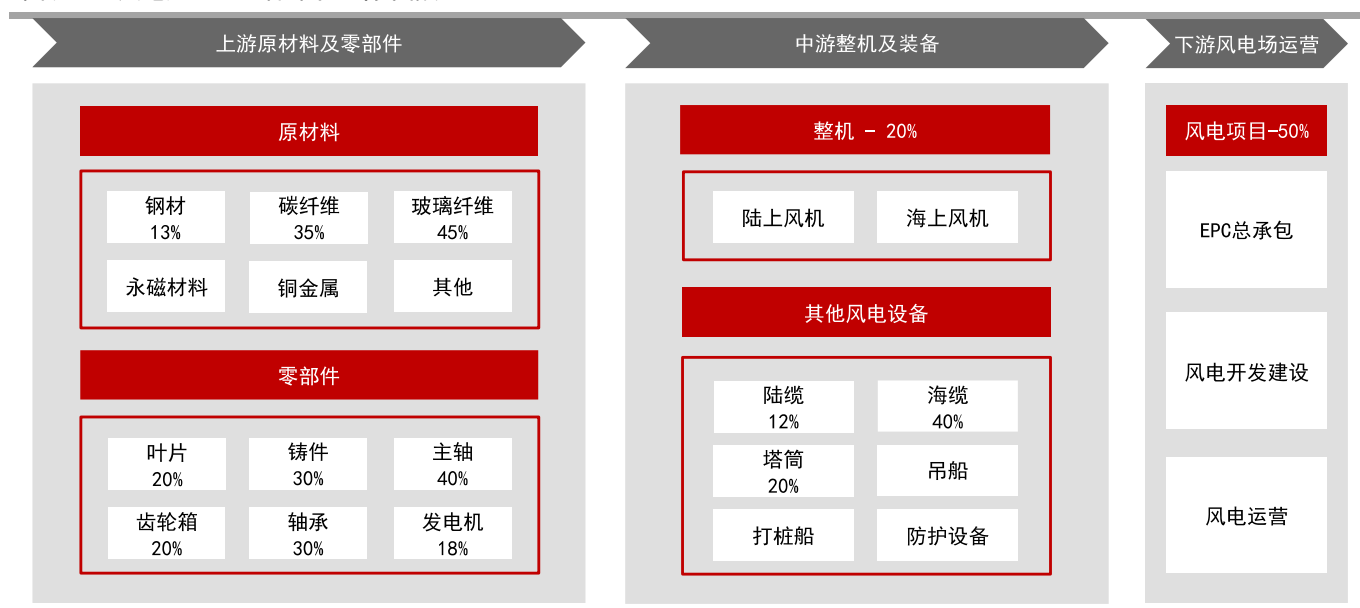 上游原材料及零部件
中游整机及装备
下游风电场运营
原材料
钢材
13%
碳纤维
35%
玻璃纤维
45%
永磁材料
铜金属
其他
零部件
叶片
20%
铸件
30%
主轴
40%
齿轮箱
20%
轴承
30%
发电机
18%
整机 - 20%
陆上风机
海上风机
其他风电设备
陆缆
12%
海缆
40%
塔筒
20%
吊船
打桩船
防护设备
风电项目-50%
EPC总承包
风电开发建设
风电运营